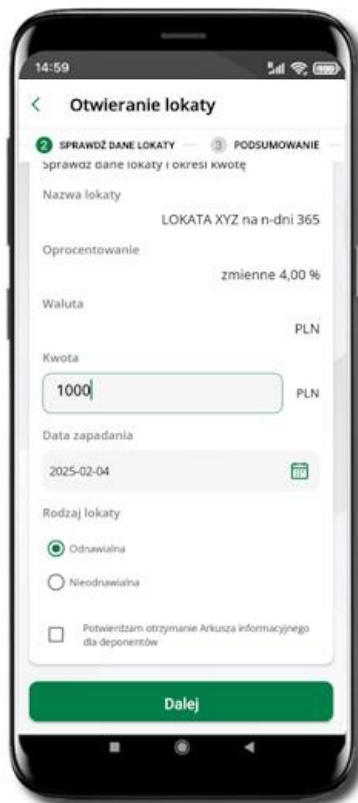 14:59
Otwieranie lokaty
2 SPRAWDŹ DANE LOKATY 3 PODSUMOWANIE
Sprawdź dane lokaty i określ kwotę
Nazwa lokaty
LOKATA XYZ na n-dni 365
Oprocentowanie
zmienne 4,00 %
Waluta
PLN
Kwota
1000 PLN
Data zapadania
2025-02-04
Rodzaj lokaty
Odnawialna
Nieodnawialna
Potwierdzam otrzymanie Arkusza informacyjnego
dla deponentów
Dalej